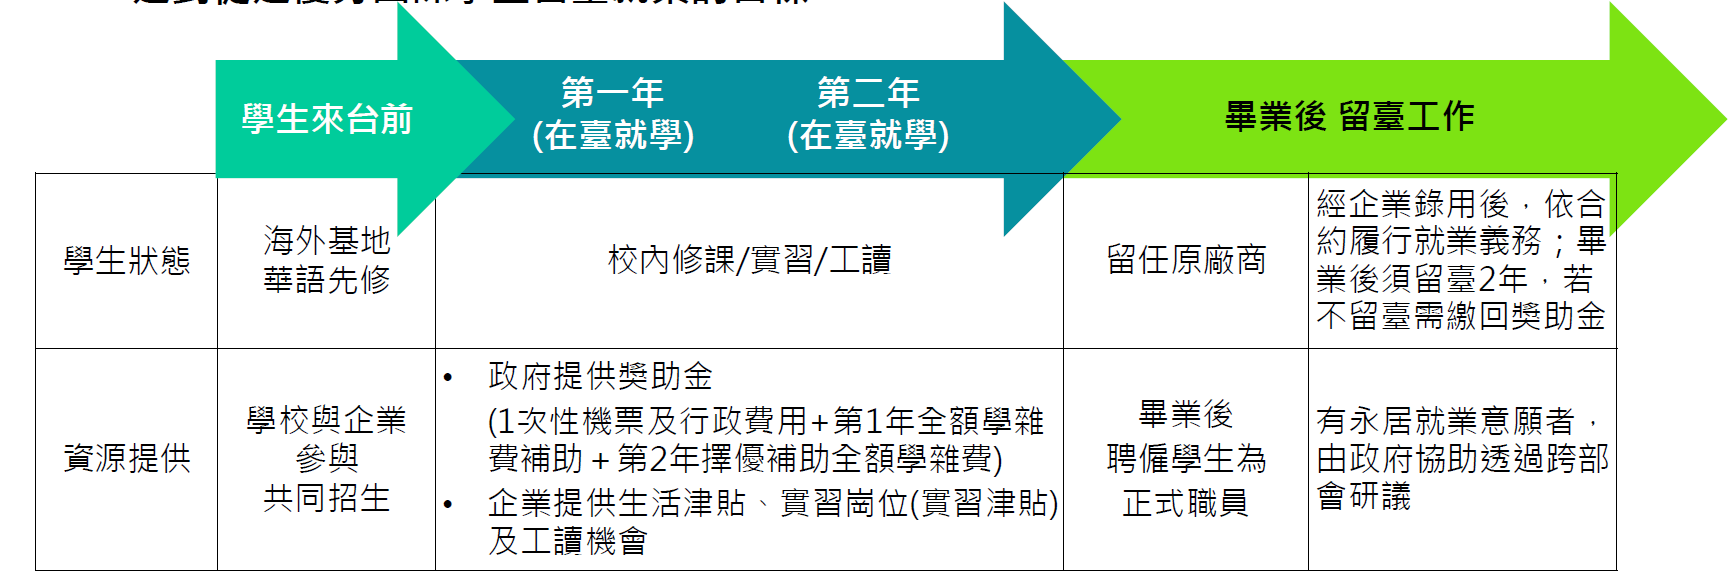 學生來台前
第一年
(在臺就學)
第二年
(在臺就學)
畢業後 留臺工作
學生狀態
海外基地
華語先修
校內修課/實習/工讀
留任原廠商
經企業錄用後，依合
約履行就業義務；畢
業後須留臺2年，若
不留臺需繳回獎助金
資源提供
學校與企業
參與
共同招生
• 政府提供獎助金
(1次性機票及行政費用+第1年全額學雜
費補助＋第2年擇優補助全額學雜費)
• 企業提供生活津貼、實習崗位(實習津貼)
及工讀機會
畢業後
聘僱學生為
正式職員
有永居就業意願者，
由政府協助透過跨部
會研議